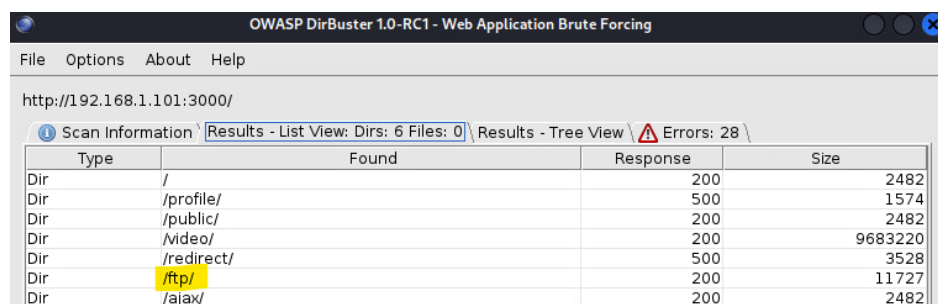 OWASP DirBuster 1.0-RC1 - Web Application Brute Forcing
File Options About Help
http://192.168.1.101:3000/
Scan Information Results - List View: Dirs: 6 Files: 0 Results - Tree View Errors: 28
Type Found Response Size
Dir / 200 2482
Dir /profile/ 500 1574
Dir /public/ 200 2482
Dir /video/ 200 9683220
Dir /redirect/ 500 3528
Dir /ftp/ 200 11727
Dir /ajax/ 200 2482